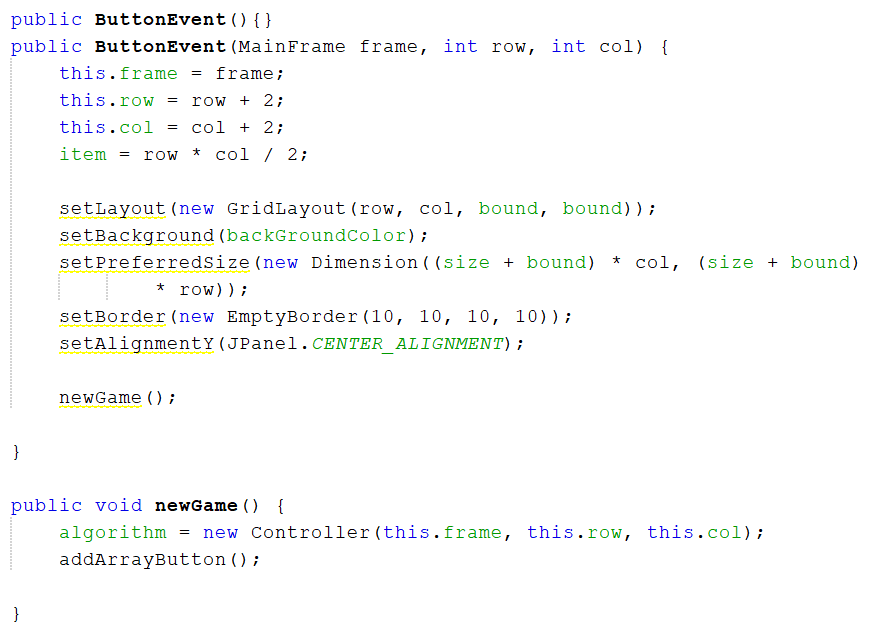 public ButtonEvent(){}
public ButtonEvent(MainFrame frame, int row, int col) {
    this.frame = frame;
    this.row = row + 2;
    this.col = col + 2;
    item = row * col / 2;

    setLayout(new GridLayout(row, col, bound, bound));
    setBackground(backGroundColor);
    setPreferredSize(new Dimension((size + bound) * col, (size + bound)
            * row));
    setBorder(new EmptyBorder(10, 10, 10, 10));
    setAlignmentY(JPanel.CENTER_ALIGNMENT);

    newGame();

}

public void newGame() {
    algorithm = new Controller(this.frame, this.row, this.col);
    addArrayButton();

}